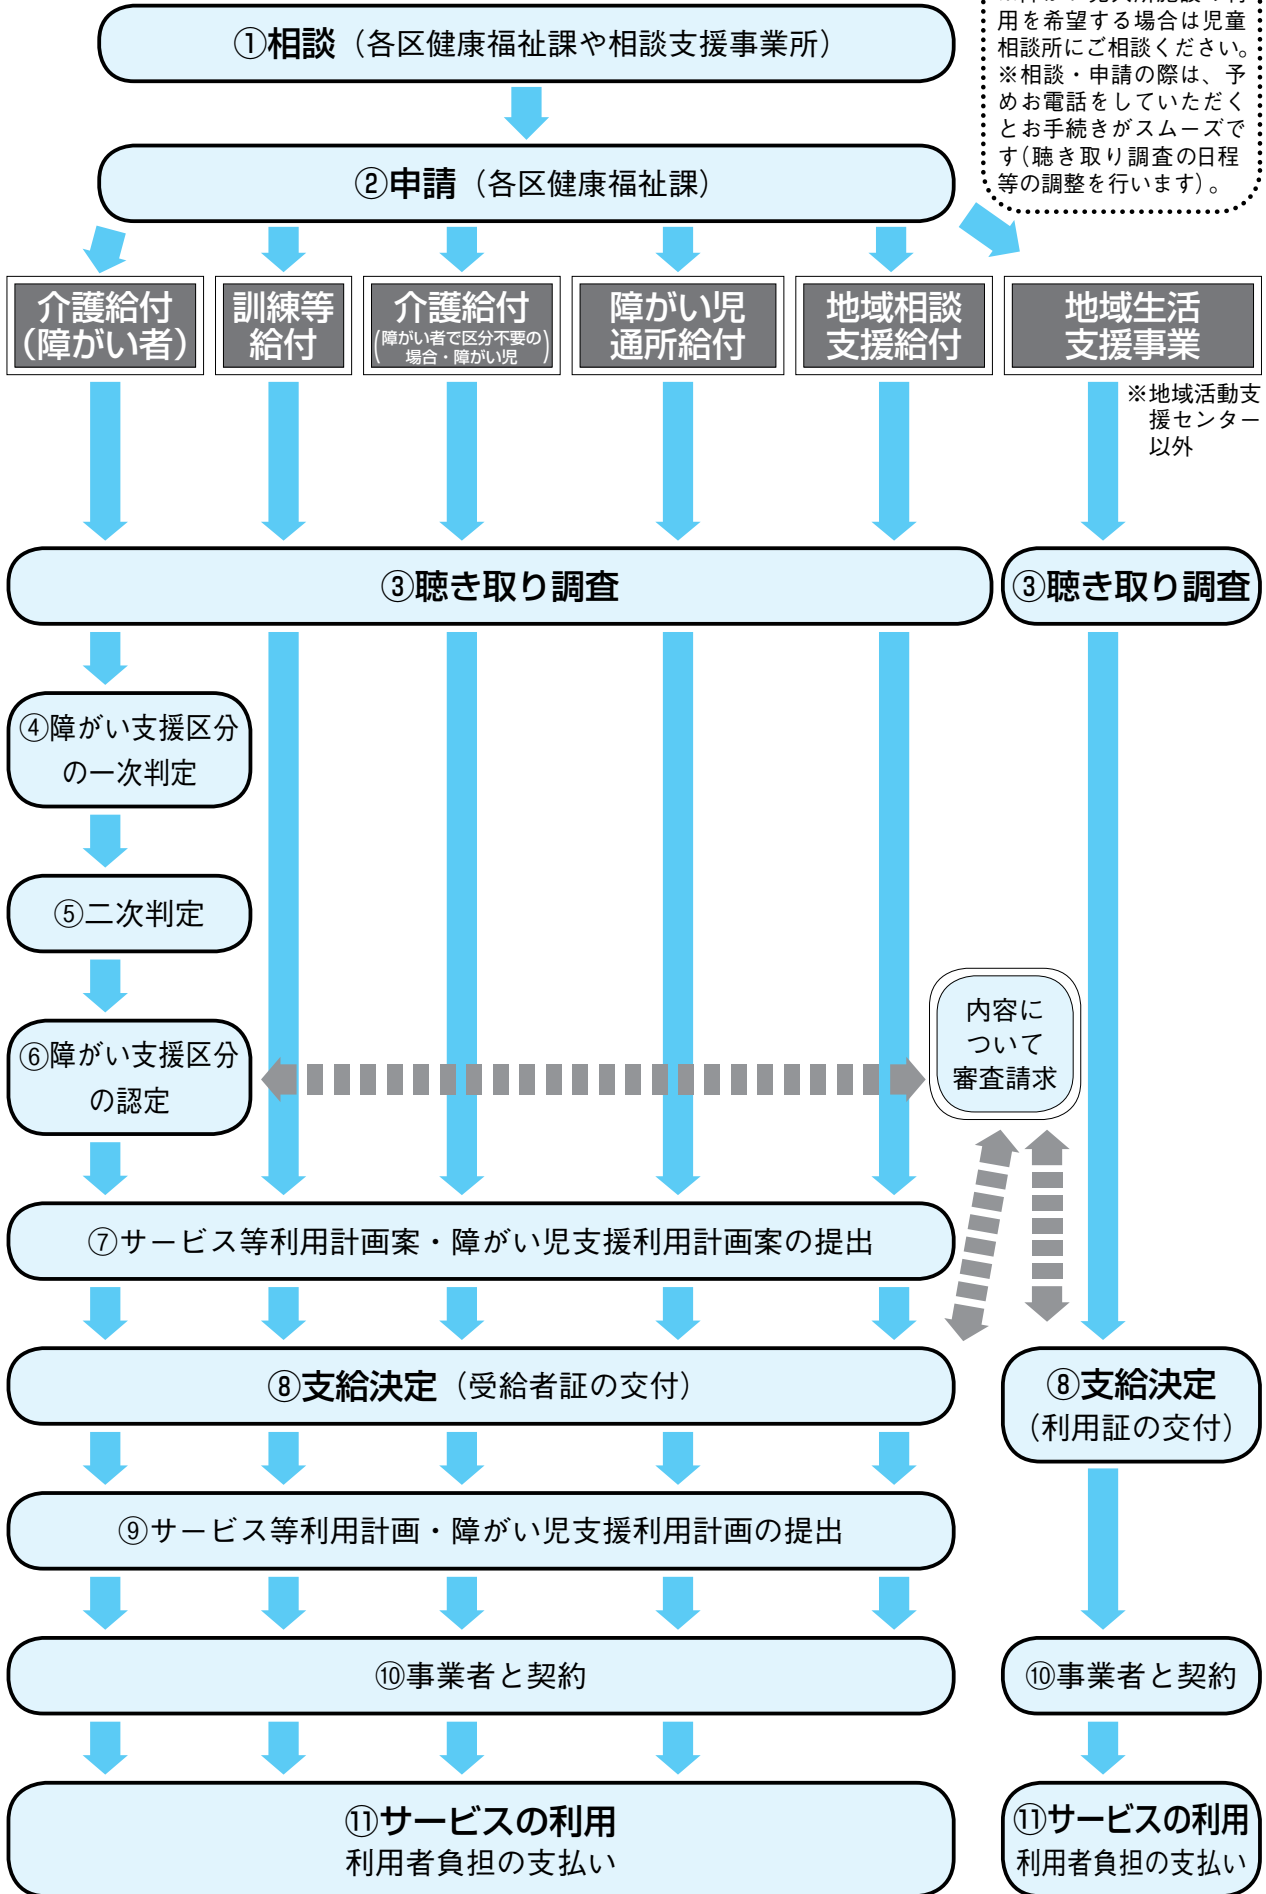 ①相談（各区健康福祉課や相談支援事業所）
用を希望する場合は児童
相談所にご相談ください。
※相談・申請の際は、予
めお電話をしていただく
とお手続きがスムーズで
す（聴き取り調査の日程
等の調整を行います）。
②申請（各区健康福祉課）
介護給付
（障がい者）
訓練等
給付
介護給付
（障がい者で区分不要の
場合・障がい児）
障がい児
通所給付
地域相談
支援給付
地域生活
支援事業
※地域活動支
援センター
以外
③聴き取り調査
③聴き取り調査
④障がい支援区分
の一次判定
⑤二次判定
⑥障がい支援区分
の認定
内容に
ついて
審査請求
⑦サービス等利用計画案・障がい児支援利用計画案の提出
⑧支給決定（受給者証の交付）
⑧支給決定
（利用証の交付）
⑨サービス等利用計画・障がい児支援利用計画の提出
⑩事業者と契約
⑩事業者と契約
⑪サービスの利用
利用者負担の支払い
⑪サービスの利用
利用者負担の支払い